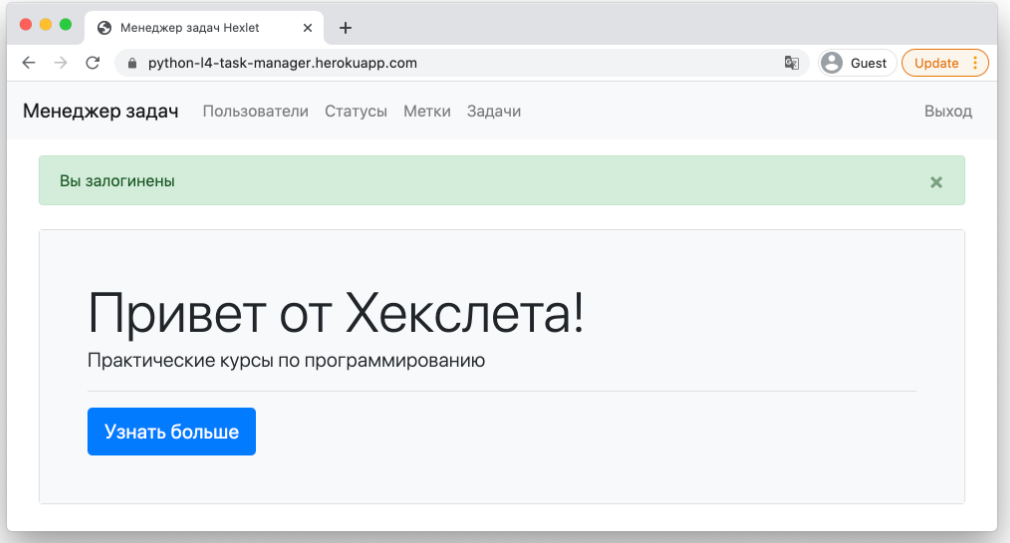 Менеджер задач Hexlet
python-l4-task-manager.herokuapp.com
Guest
Update
Менеджер задач Пользователи Статусы Метки Задачи Выход
Вы залогинены
Привет от Хекслета!
Практические курсы по программированию
Узнать больше